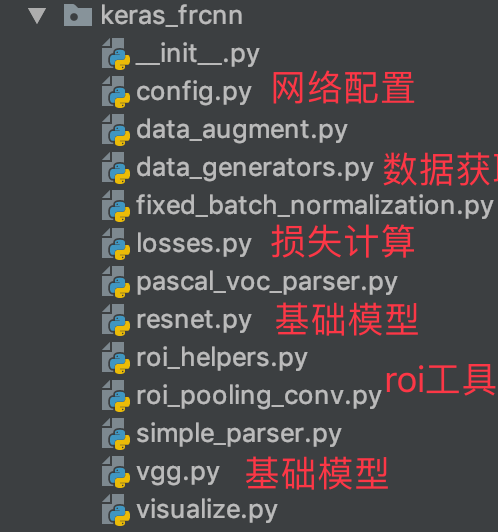 keras_frcnn
__init__.py
config.py 网络配置
data_augment.py
data_generators.py 数据获
fixed_batch_normalization.py
losses.py 损失计算
pascal_voc_parser.py
resnet.py 基础模型
roi_helpers.py
roi_pooling_conv.py roi工具
simple_parser.py
vgg.py 基础模型
visualize.py